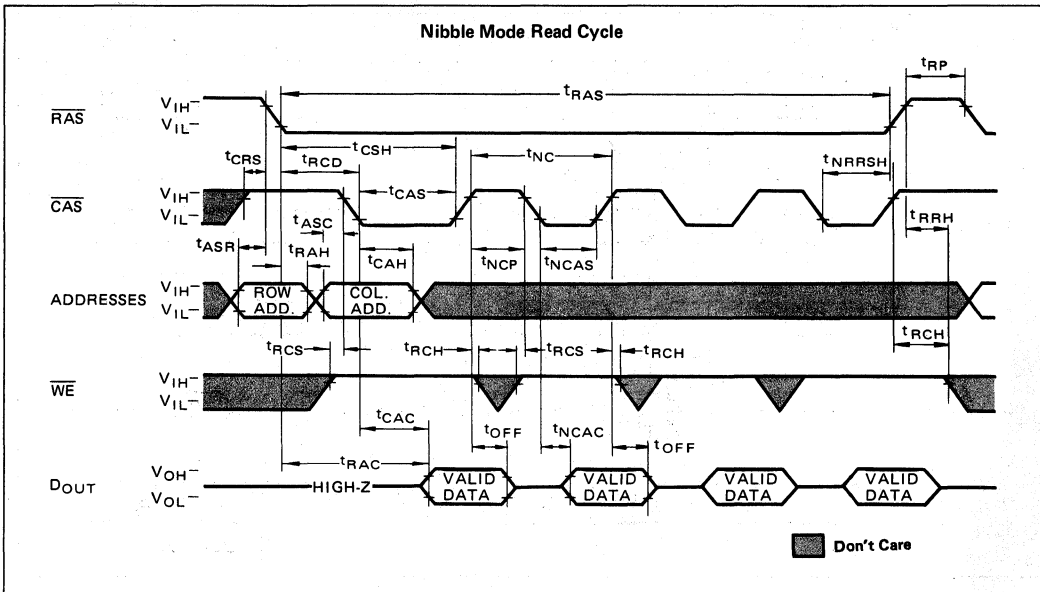 Nibble Mode Read Cycle
tRP
tRAS
RAS
VIH
VIL
tCSH
tCRS
tRCD
tNC
tNRRSH
tCAS
CAS
VIH
VIL
tASC
tRRH
tASR
tRAH
tCAH
tNCP
tNCAS
ADDRESSES
VIH
VIL
ROW ADD.
COL. ADD.
tRCH
tRCS
tRCH
tRCS
tRCH
WE
VIH
VIL
tCAC
tOFF
tNCAC
tOFF
tRAC
DOUT
VOH
VOL
HIGH-Z
VALID DATA
VALID DATA
VALID DATA
VALID DATA
Don't Care